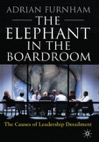 ADRIAN FURNHAM
THE
ELEPHANT
IN THE
BOARDROOM
The Causes of Leadership Derailment